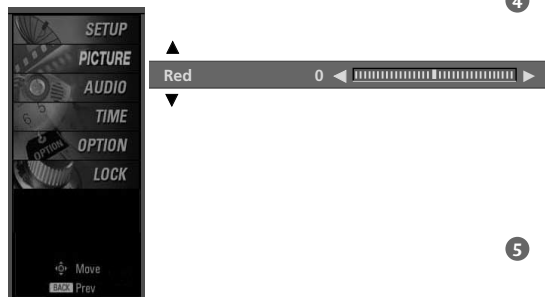 4
SETUP
PICTURE
AUDIO
TIME
OPTION
LOCK
▲
Red 0 ◀ ▶
▼
5
Move
BACK Prev